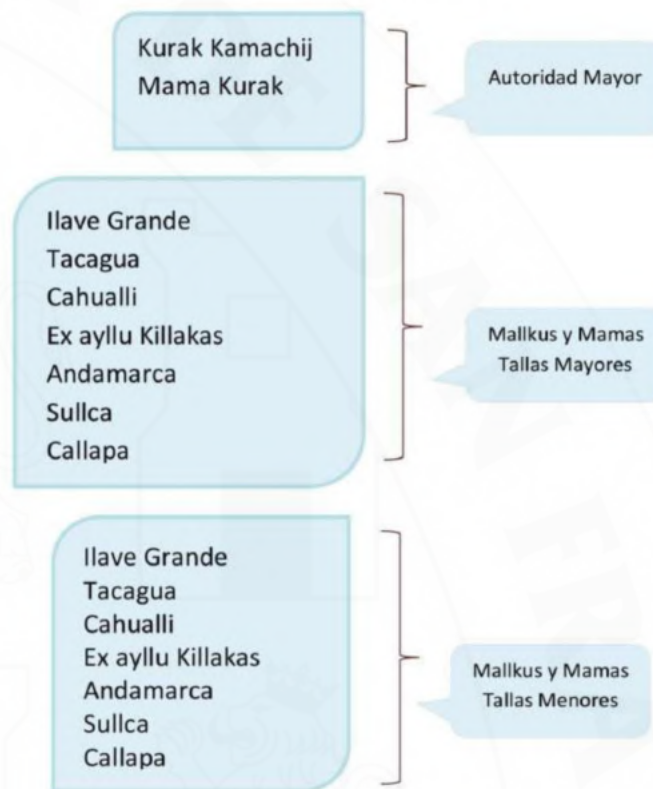 Kurak Kamachij
Mama Kurak
Autoridad Mayor
Ilave Grande
Tacagua
Cahualli
Ex ayllu Killakas
Andamarca
Sullca
Callapa
Mallkus y Mamas
Tallas Mayores
Ilave Grande
Tacagua
Cahualli
Ex ayllu Killakas
Andamarca
Sullca
Callapa
Mallkus y Mamas
Tallas Menores